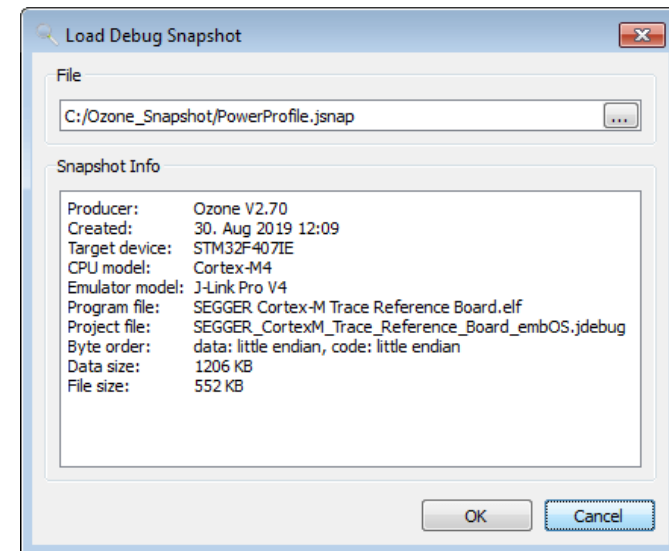 Load Debug Snapshot
File
C:/Ozone_Snapshot/PowerProfile.jsnap
...
Snapshot Info
Producer: Ozone V2.70
Created: 30. Aug 2019 12:09
Target device: STM32F407IE
CPU model: Cortex-M4
Emulator model: J-Link Pro V4
Program file: SEGGER Cortex-M Trace Reference Board.elf
Project file: SEGGER_CortexM_Trace_Reference_Board_embOS.jdebug
Byte order: data: little endian, code: little endian
Data size: 1206 KB
File size: 552 KB
OK Cancel